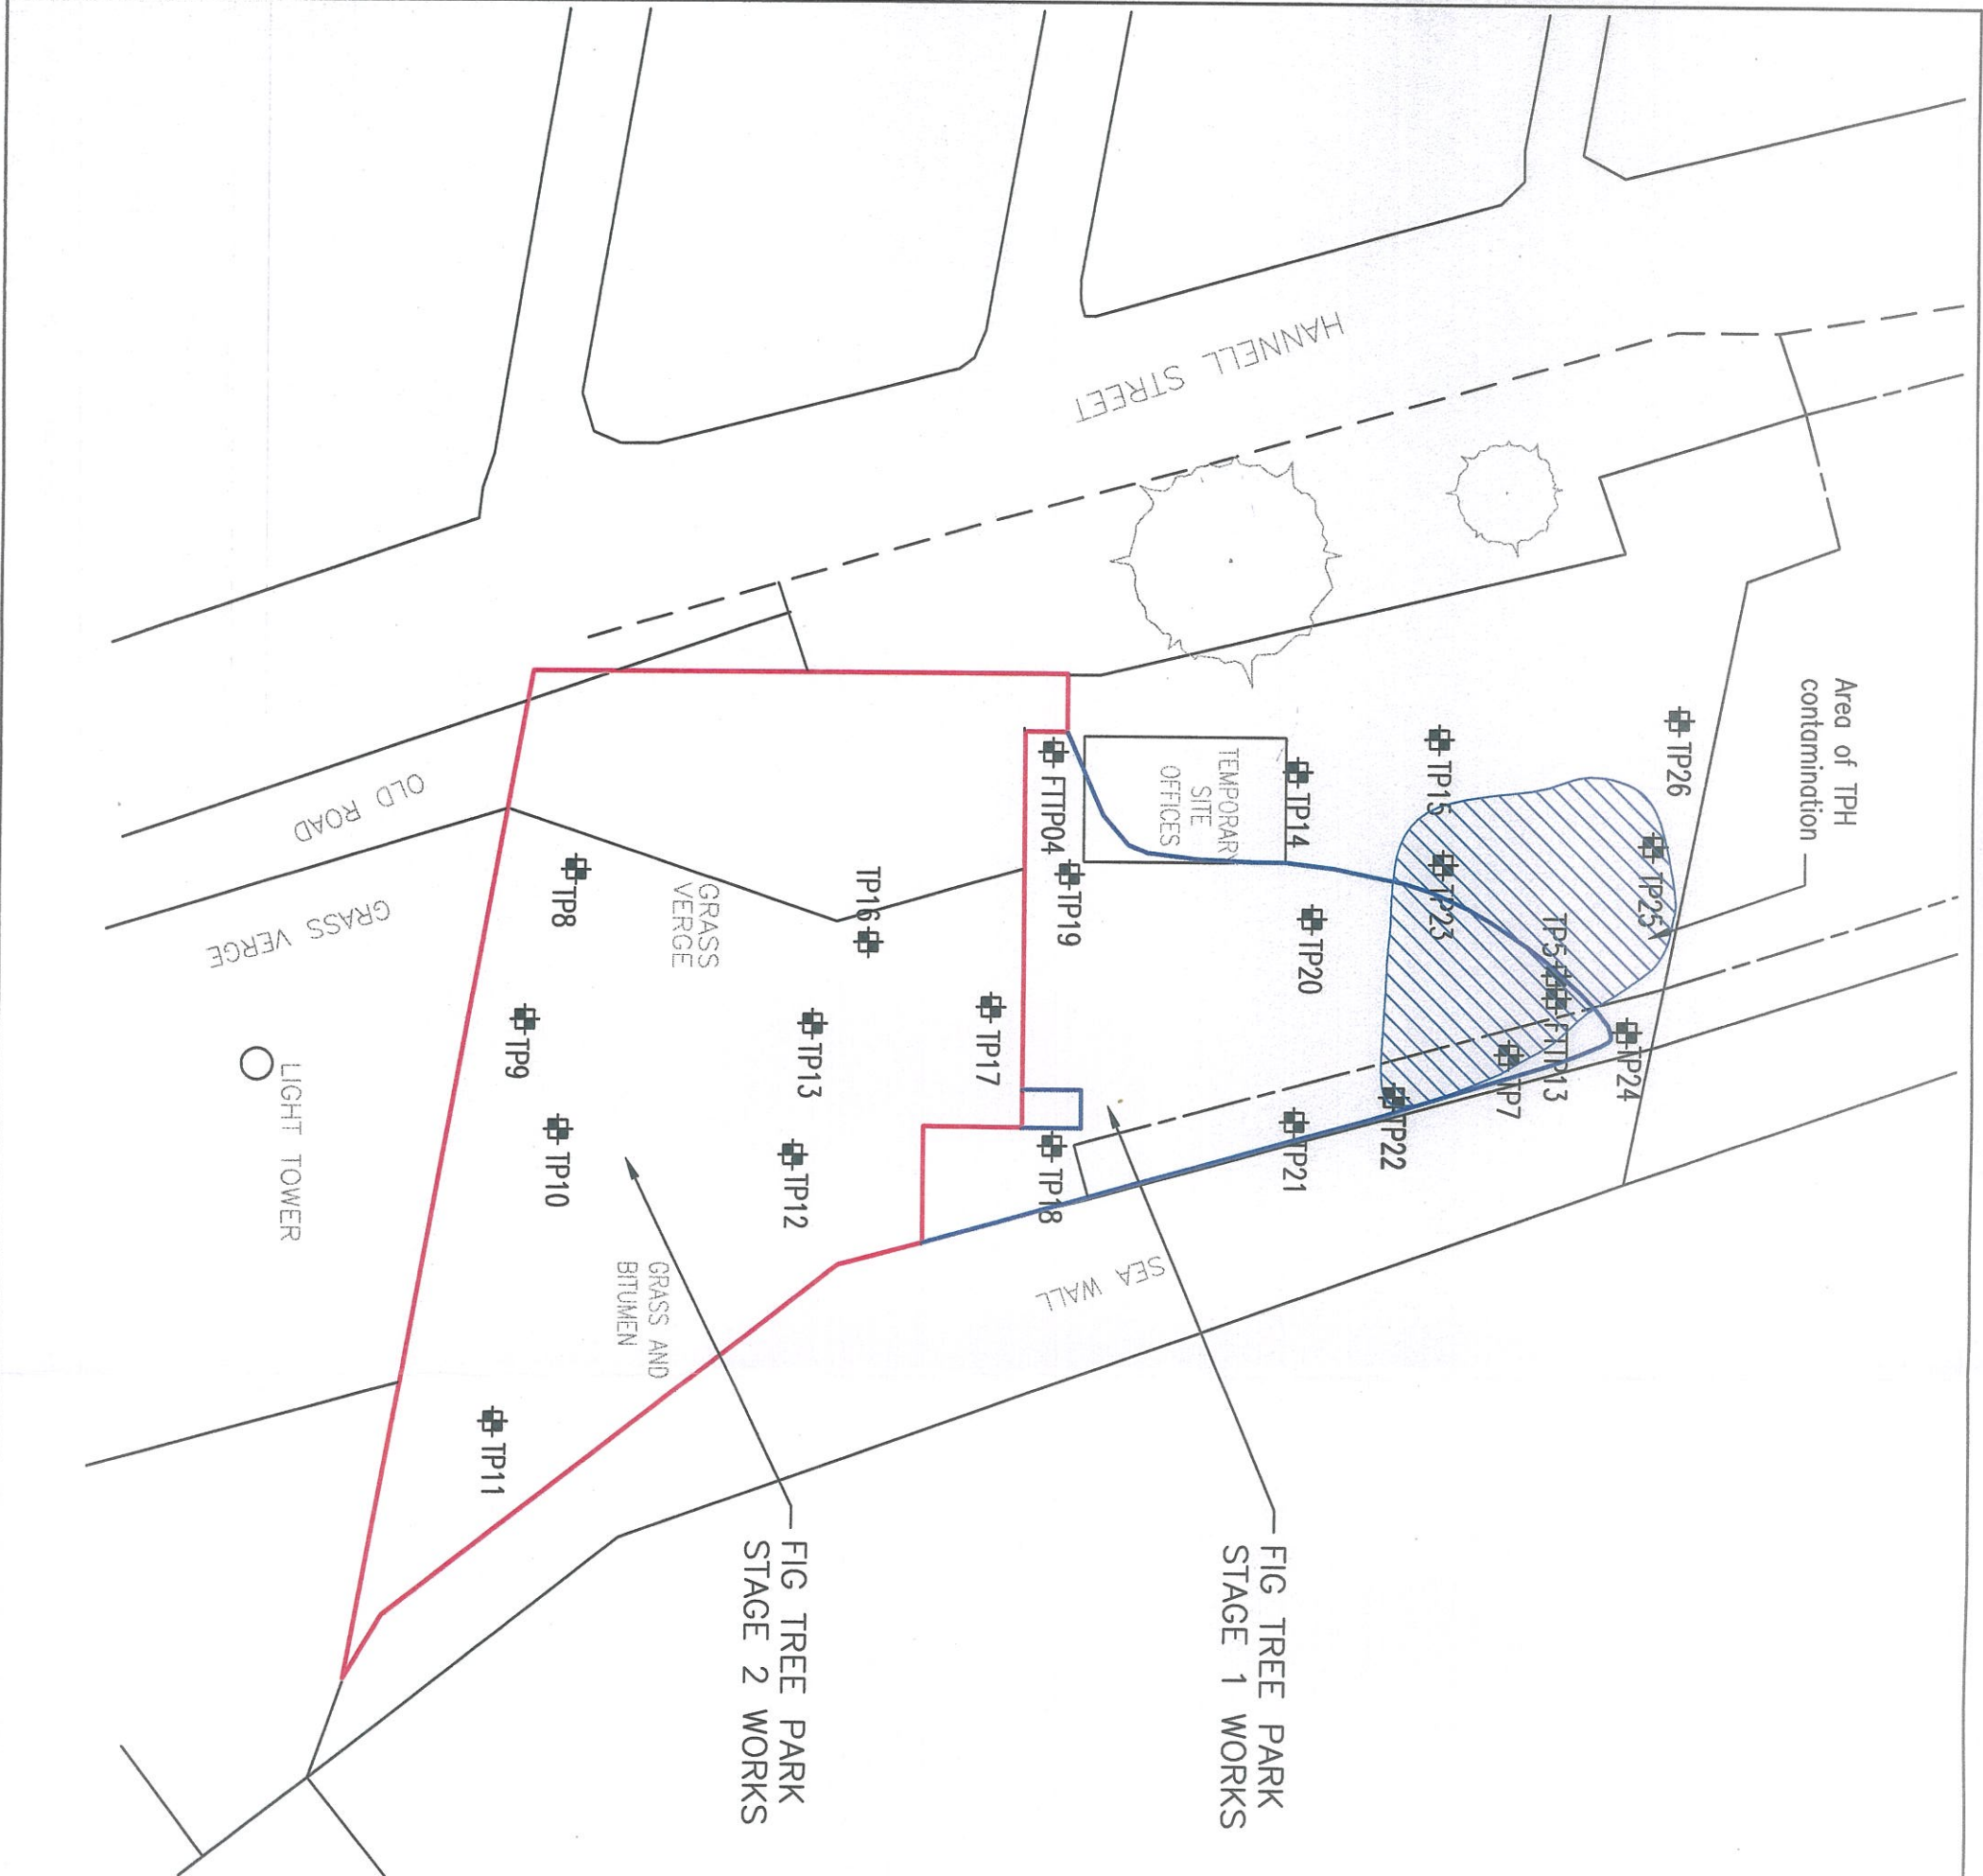 HANNELL STREET
Area of TPH
contamination
TP26
TP15
TP14
TEMPORARY
SITE
OFFICES
FTTP04
TP25
TP23
TP5
TP19
TP20
TP16
TP8
OLD ROAD
GRASS VERGE
GRASS
VERGE
TP24
TP13
TP7
TP22
TP21
TP18
TP17
TP13
TP9
TP10
TP12
LIGHT TOWER
SEA WALL
GRASS AND
BITUMEN
TP11
FIG TREE PARK
STAGE 1 WORKS
FIG TREE PARK
STAGE 2 WORKS